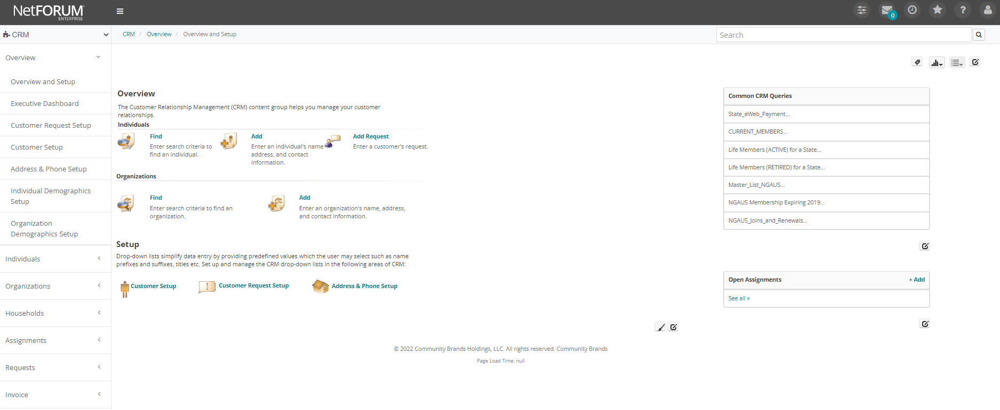 NetFORUM
ENTERPRISE
0
?
CRM
CRM / Overview / Overview and Setup
Search
Overview
Overview and Setup
Executive Dashboard
Customer Request Setup
Customer Setup
Address & Phone Setup
Individual Demographics
Setup
Organization
Demographics Setup
Individuals
Organizations
Households
Assignments
Requests
Invoice
Overview
The Customer Relationship Management (CRM) content group helps you manage your customer
relationships.
Individuals
Find
Enter search criteria to
find an individual.
Add
Enter an individual's name
address, and contact
information.
Add Request
Enter a customer's request.
Organizations
Find
Enter search criteria to find an
organization.
Add
Enter an organization's name, address,
and contact information.
Setup
Drop-down lists simplify data entry by providing predefined values which the user may select such as name
prefixes and suffixes, titles etc. Set up and manage the CRM drop-down lists in the following areas of CRM:
Customer Setup
Customer Request Setup
Address & Phone Setup
Common CRM Queries
State_eWeb_Payment...
CURRENT_MEMBERS...
Life Members (ACTIVE) for a State...
Life Members (RETIRED) for a State...
Master_List_NGAUS...
NGAUS Membership Expiring 2019...
NGAUS_Joins_and_Renewals...
Open Assignments + Add
See all »
© 2022 Community Brands Holdings, LLC. All rights reserved. Community Brands
Page Load Time: null